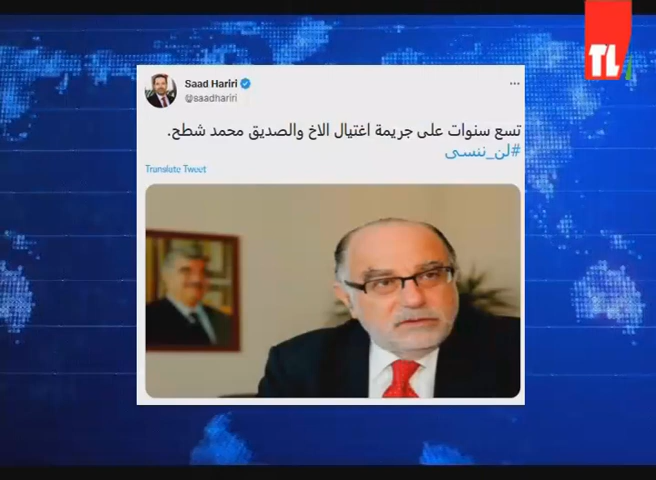 TL
Saad Hariri
@saadhariri
تسع سنوات على جريمة اغتيال الاخ والصديق محمد شطح.
#لن_ننسى
Translate Tweet